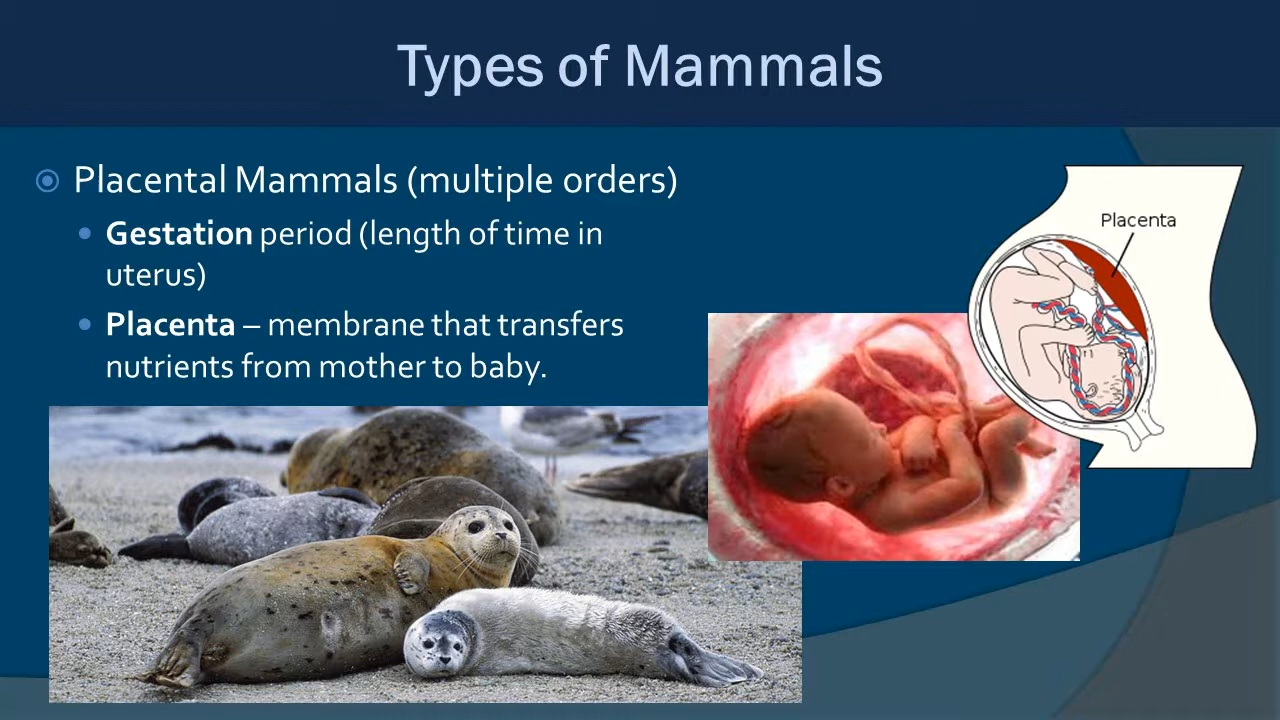 Types of Mammals
Placental Mammals (multiple orders)
Gestation period (length of time in
uterus)
Placenta – membrane that transfers
nutrients from mother to baby.
Placenta